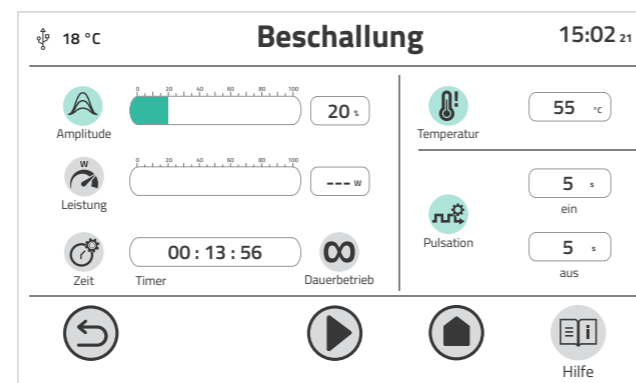 18 °C Beschallung 15:02 21
0 20 40 60 80 100
20 %
Amplitude
W
0 20 40 60 80 100
--- W
Leistung
00 : 13 : 56
Zeit Timer Dauerbetrieb
55 °C
Temperatur
5 s
ein
Pulsation
5 s
aus
i
Hilfe